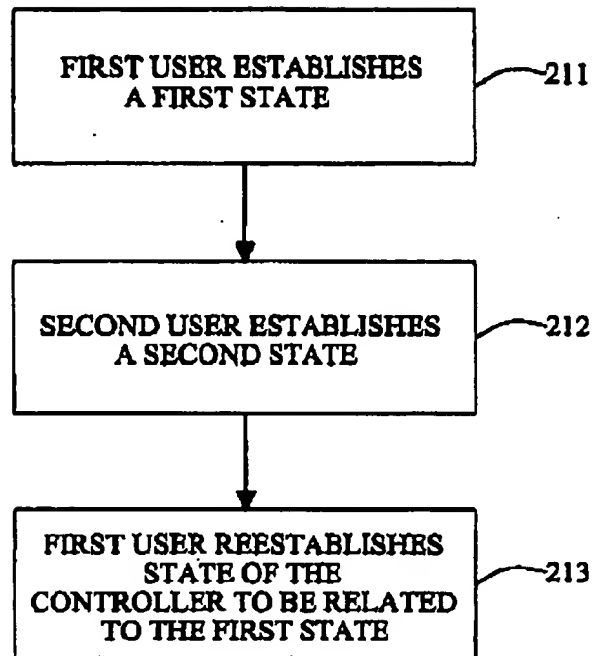 FIRST USER ESTABLISHES
A FIRST STATE
211
SECOND USER ESTABLISHES
A SECOND STATE
212
FIRST USER REESTABLISHES
STATE OF THE
CONTROLLER TO BE RELATED
TO THE FIRST STATE
213